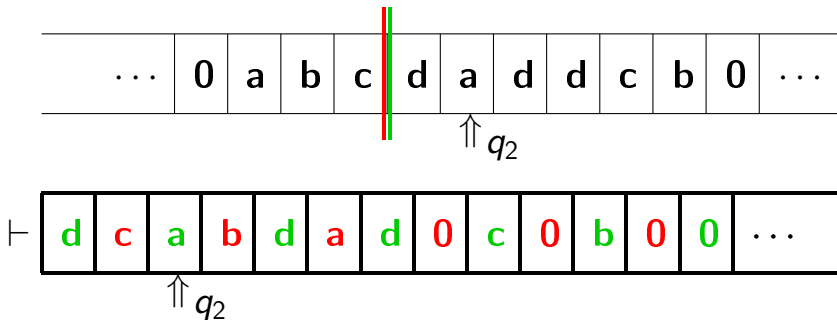 ··· 0 a b c d a d d c b 0 ···
⇑ q₂
⊢ d c a b d a d 0 c 0 b 0 0 ···
⇑ q₂